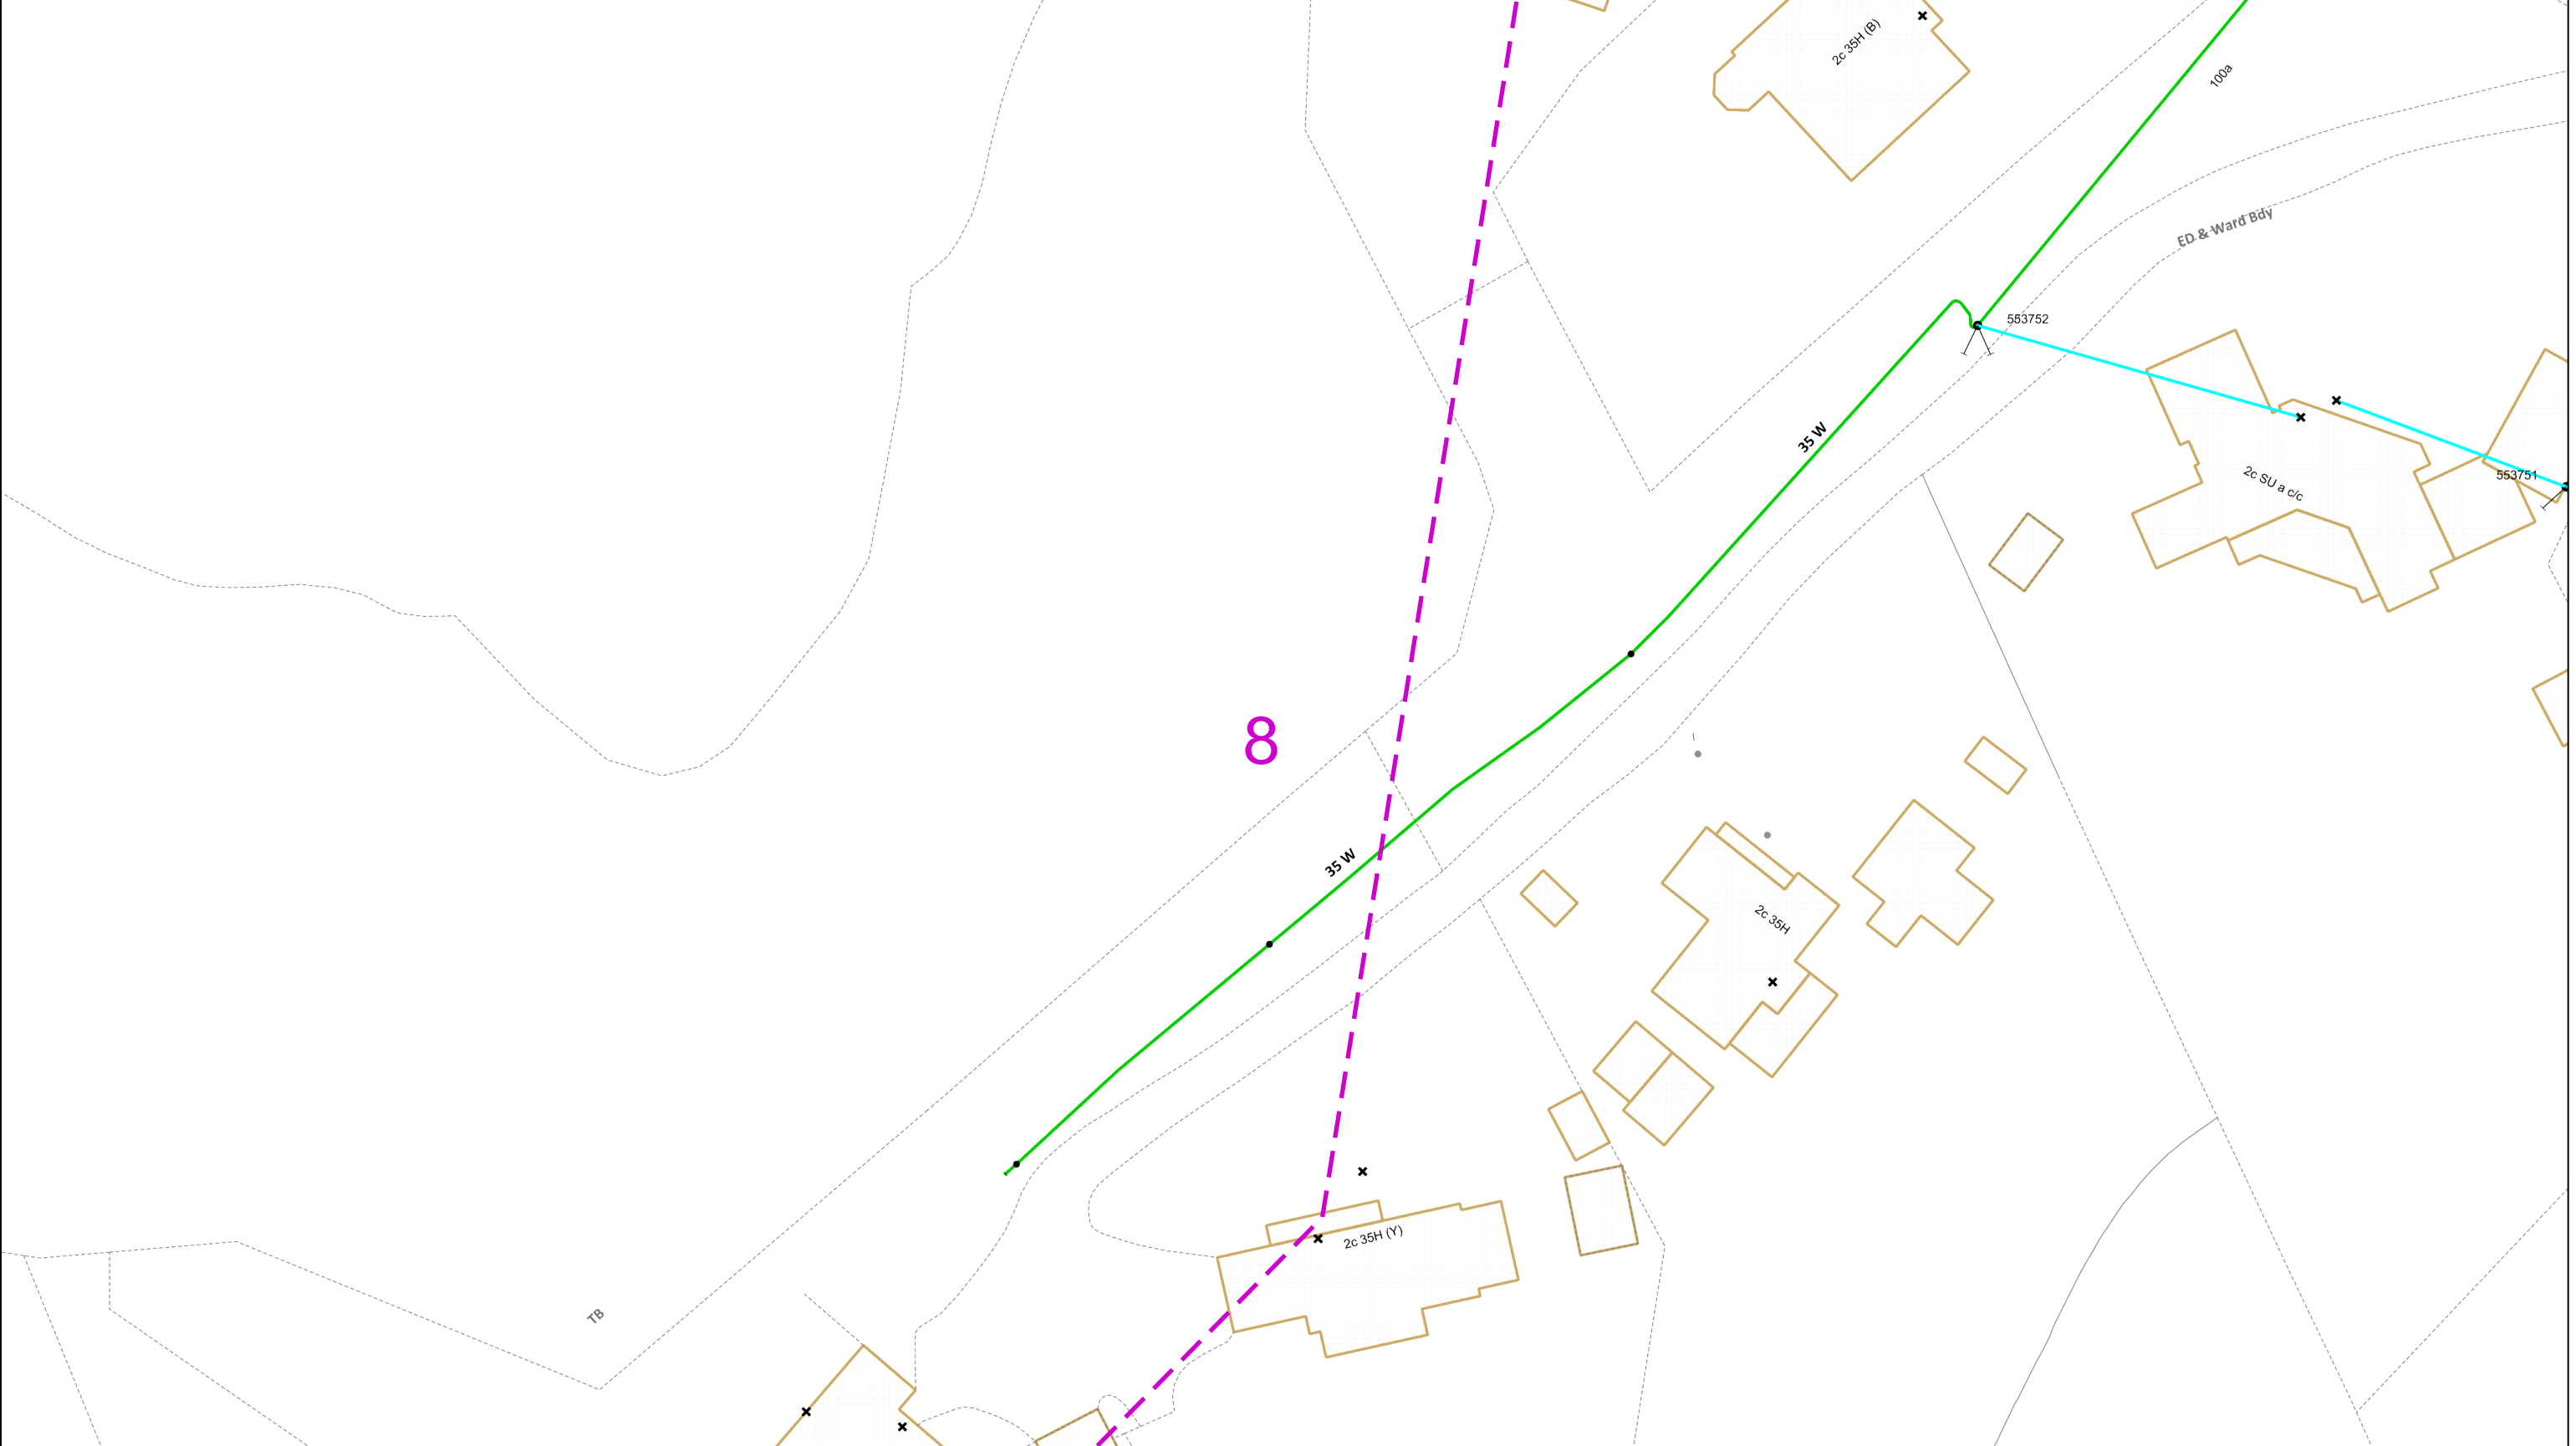 2c 35H (B)
100a
ED & Ward Bdy
553752
35 W
2c SU a c/c
553751
8
35 W
2c 35H
2c 35H (Y)
TB